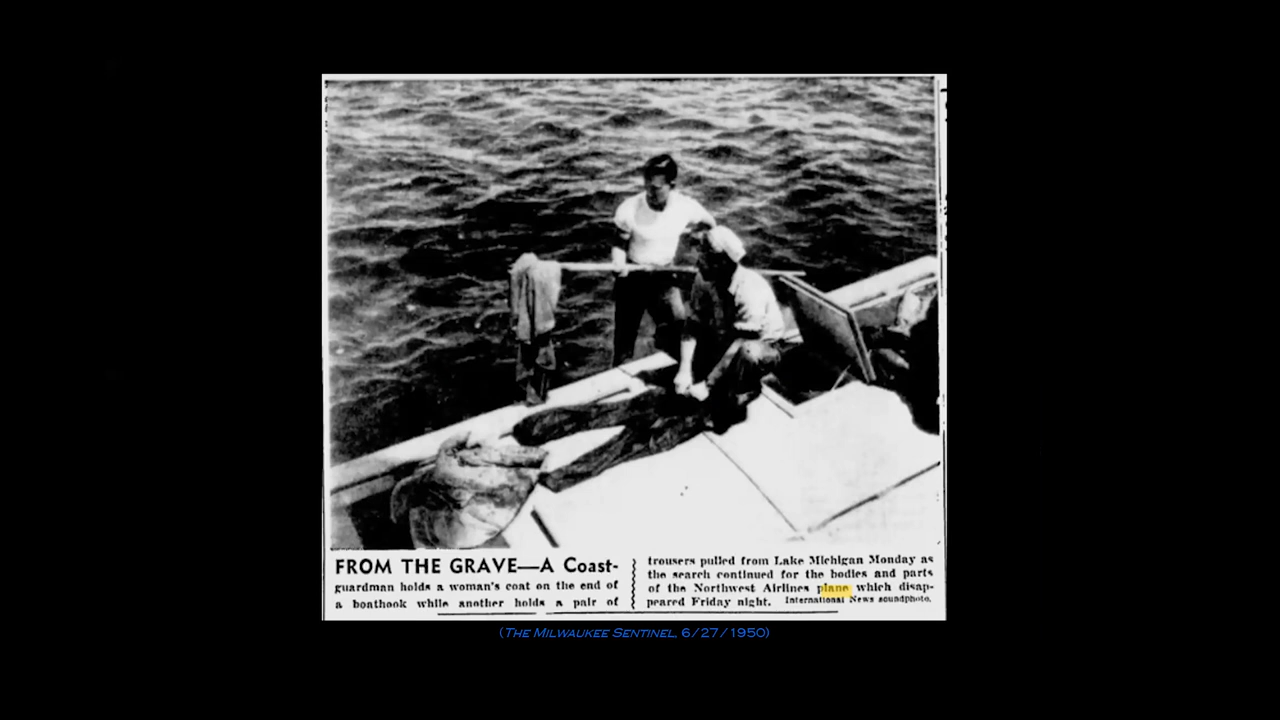 FROM THE GRAVE—A Coast-
guardman holds a woman's coat on the end of
a boathook while another holds a pair of
trousers pulled from Lake Michigan Monday as
the search continued for the bodies and parts
of the Northwest Airlines plane which disap-
peared Friday night. International News soundphoto.
(THE MILWAUKEE SENTINEL, 6/27/1950)